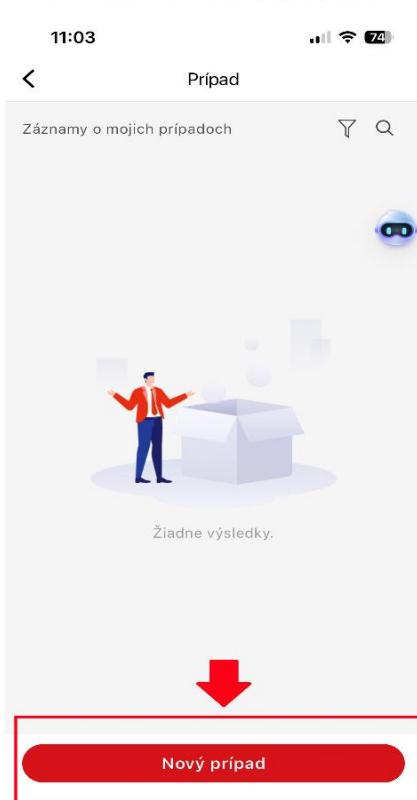 11:03
74
Prípad
Záznamy o mojich prípadoch
Žiadne výsledky.
Nový prípad